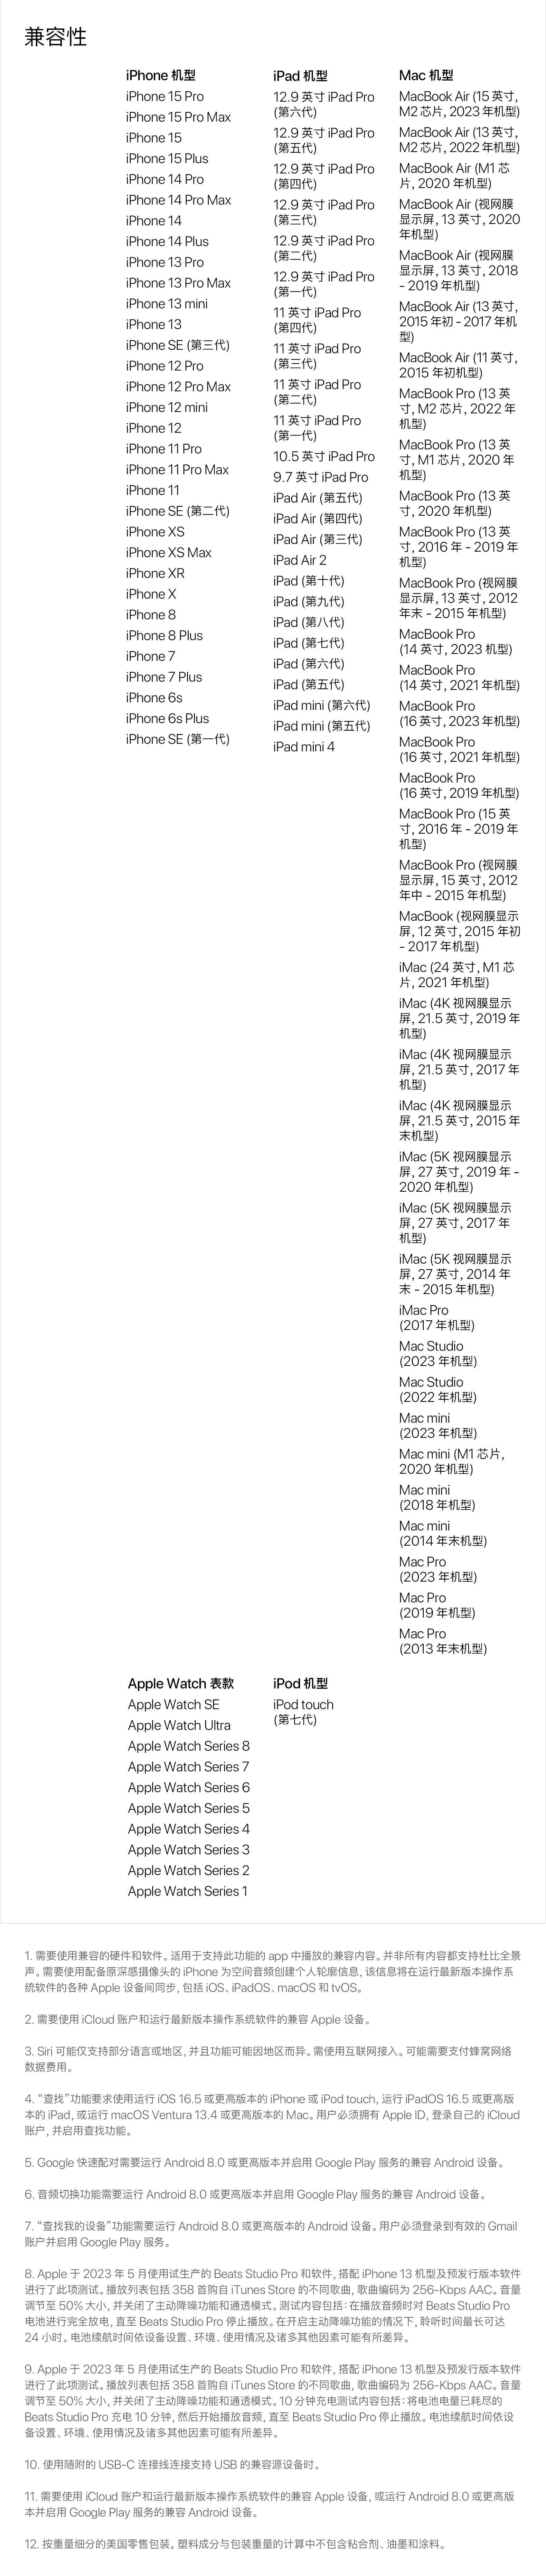 兼容性
iPhone 机型
iPhone 15 Pro
iPhone 15 Pro Max
iPhone 15
iPhone 15 Plus
iPhone 14 Pro
iPhone 14 Pro Max
iPhone 14
iPhone 14 Plus
iPhone 13 Pro
iPhone 13 Pro Max
iPhone 13 mini
iPhone 13
iPhone SE (第三代)
iPhone 12 Pro
iPhone 12 Pro Max
iPhone 12 mini
iPhone 12
iPhone 11 Pro
iPhone 11 Pro Max
iPhone 11
iPhone SE (第二代)
iPhone XS
iPhone XS Max
iPhone XR
iPhone X
iPhone 8
iPhone 8 Plus
iPhone 7
iPhone 7 Plus
iPhone 6s
iPhone 6s Plus
iPhone SE (第一代)
iPad 机型
12.9 英寸 iPad Pro
(第六代)
12.9 英寸 iPad Pro
(第五代)
12.9 英寸 iPad Pro
(第四代)
12.9 英寸 iPad Pro
(第三代)
12.9 英寸 iPad Pro
(第二代)
12.9 英寸 iPad Pro
(第一代)
11 英寸 iPad Pro
(第四代)
11 英寸 iPad Pro
(第三代)
11 英寸 iPad Pro
(第二代)
11 英寸 iPad Pro
(第一代)
10.5 英寸 iPad Pro
9.7 英寸 iPad Pro
iPad Air (第五代)
iPad Air (第四代)
iPad Air (第三代)
iPad Air 2
iPad (第十代)
iPad (第九代)
iPad (第八代)
iPad (第七代)
iPad (第六代)
iPad (第五代)
iPad mini (第六代)
iPad mini (第五代)
iPad mini 4
Mac 机型
MacBook Air (15 英寸,
M2 芯片, 2023 年机型)
MacBook Air (13 英寸,
M2 芯片, 2022 年机型)
MacBook Air (M1 芯
片, 2020 年机型)
MacBook Air (视网膜
显示屏, 13 英寸, 2020
年机型)
MacBook Air (视网膜
显示屏, 13 英寸, 2018
- 2019 年机型)
MacBook Air (13 英寸,
2015 年初 - 2017 年机
型)
MacBook Air (11 英寸,
2015 年初机型)
MacBook Pro (13 英
寸, M2 芯片, 2022 年
机型)
MacBook Pro (13 英
寸, M1 芯片, 2020 年
机型)
MacBook Pro (13 英
寸, 2020 年机型)
MacBook Pro (13 英
寸, 2016 年 - 2019 年
机型)
MacBook Pro (视网膜
显示屏, 13 英寸, 2012
年末 - 2015 年机型)
MacBook Pro
(14 英寸, 2023 机型)
MacBook Pro
(14 英寸, 2021 年机型)
MacBook Pro
(16 英寸, 2023 年机型)
MacBook Pro
(16 英寸, 2021 年机型)
MacBook Pro
(16 英寸, 2019 年机型)
MacBook Pro (15 英
寸, 2016 年 - 2019 年
机型)
MacBook Pro (视网膜
显示屏, 15 英寸, 2012
年中 - 2015 年机型)
MacBook (视网膜显示
屏, 12 英寸, 2015 年初
- 2017 年机型)
iMac (24 英寸, M1 芯
片, 2021 年机型)
iMac (4K 视网膜显示
屏, 21.5 英寸, 2019 年
机型)
iMac (4K 视网膜显示
屏, 21.5 英寸, 2017 年
机型)
iMac (4K 视网膜显示
屏, 21.5 英寸, 2015 年
末机型)
iMac (5K 视网膜显示
屏, 27 英寸, 2019 年 -
2020 年机型)
iMac (5K 视网膜显示
屏, 27 英寸, 2017 年
机型)
iMac (5K 视网膜显示
屏, 27 英寸, 2014 年
末 - 2015 年机型)
iMac Pro
(2017 年机型)
Mac Studio
(2023 年机型)
Mac Studio
(2022 年机型)
Mac mini
(2023 年机型)
Mac mini (M1 芯片,
2020 年机型)
Mac mini
(2018 年机型)
Mac mini
(2014 年末机型)
Mac Pro
(2023 年机型)
Mac Pro
(2019 年机型)
Mac Pro
(2013 年末机型)
Apple Watch 表款
Apple Watch SE
Apple Watch Ultra
Apple Watch Series 8
Apple Watch Series 7
Apple Watch Series 6
Apple Watch Series 5
Apple Watch Series 4
Apple Watch Series 3
Apple Watch Series 2
Apple Watch Series 1
iPod 机型
iPod touch
(第七代)
1. 需要使用兼容的硬件和软件。适用于支持此功能的 app 中播放的兼容内容。并非所有内容都支持杜比全景
声。需要使用配备原深感摄像头的 iPhone 为空间音频创建个人轮廓信息, 该信息将在运行最新版本操作系
统软件的各种 Apple 设备间同步, 包括 iOS、iPadOS、macOS 和 tvOS。
2. 需要使用 iCloud 账户和运行最新版本操作系统软件的兼容 Apple 设备。
3. Siri 可能仅支持部分语言或地区, 并且功能可能因地区而异。需使用互联网接入。可能需要支付蜂窝网络
数据费用。
4. “查找”功能要求使用运行 iOS 16.5 或更高版本的 iPhone 或 iPod touch, 运行 iPadOS 16.5 或更高版
本的 iPad, 或运行 macOS Ventura 13.4 或更高版本的 Mac。用户必须拥有 Apple ID, 登录自己的 iCloud
账户, 并启用查找功能。
5. Google 快速配对需要运行 Android 8.0 或更高版本并启用 Google Play 服务的兼容 Android 设备。
6. 音频切换功能需要运行 Android 8.0 或更高版本并启用 Google Play 服务的兼容 Android 设备。
7. “查找我的设备”功能需要运行 Android 8.0 或更高版本的 Android 设备。用户必须登录到有效的 Gmail
账户并启用 Google Play 服务。
8. Apple 于 2023 年 5 月使用试生产的 Beats Studio Pro 和软件, 搭配 iPhone 13 机型及预发行版本软件
进行了此项测试。播放列表包括 358 首购自 iTunes Store 的不同歌曲, 歌曲编码为 256-Kbps AAC。音量
调节至 50% 大小, 并关闭了主动降噪功能和通透模式。测试内容包括: 在播放音频时对 Beats Studio Pro
电池进行完全放电, 直至 Beats Studio Pro 停止播放。在开启主动降噪功能的情况下, 聆听时间最长可达
24 小时。电池续航时间依设备设置、环境、使用情况及诸多其他因素可能有所差异。
9. Apple 于 2023 年 5 月使用试生产的 Beats Studio Pro 和软件, 搭配 iPhone 13 机型及预发行版本软件
进行了此项测试。播放列表包括 358 首购自 iTunes Store 的不同歌曲, 歌曲编码为 256-Kbps AAC。音量
调节至 50% 大小, 并关闭了主动降噪功能和通透模式。10 分钟充电测试内容包括: 将电池电量已耗尽的
Beats Studio Pro 充电 10 分钟, 然后开始播放音频, 直至 Beats Studio Pro 停止播放。电池续航时间依设
备设置、环境、使用情况及诸多其他因素可能有所差异。
10. 使用随附的 USB-C 连接线连接支持 USB 的兼容源设备时。
11. 需要使用 iCloud 账户和运行最新版本操作系统软件的兼容 Apple 设备, 或运行 Android 8.0 或更高版
本并启用 Google Play 服务的兼容 Android 设备。
12. 按重量细分的美国零售包装。塑料成分与包装重量的计算中不包含粘合剂、油墨和涂料。